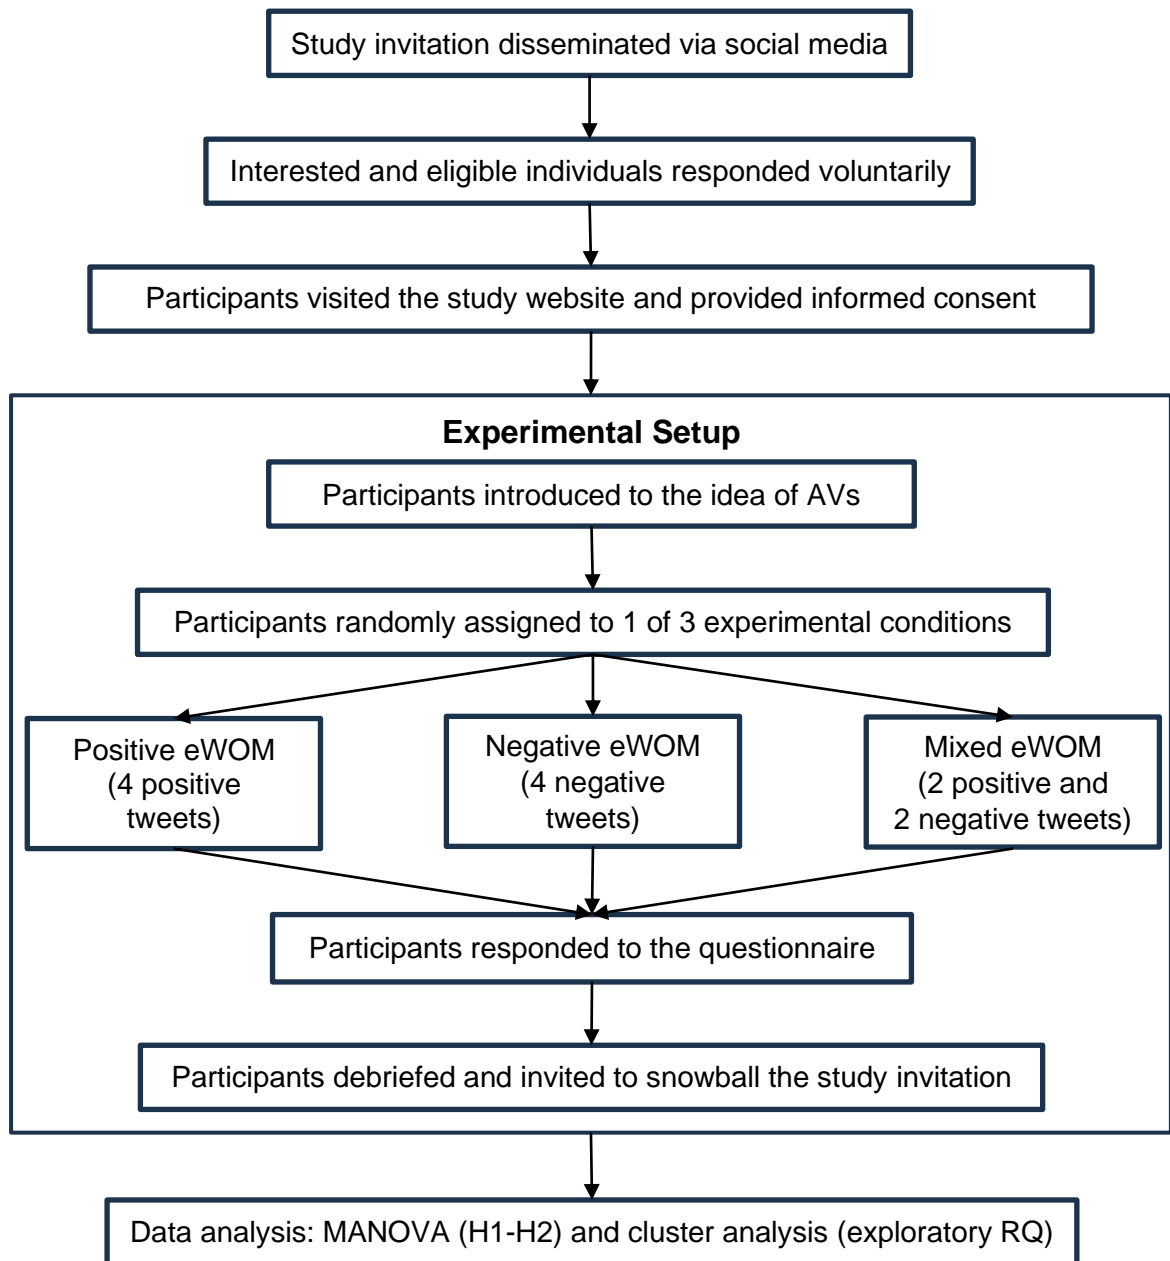 Study invitation disseminated via social media
Interested and eligible individuals responded voluntarily
Participants visited the study website and provided informed consent
Experimental Setup
Participants introduced to the idea of AVs
Participants randomly assigned to 1 of 3 experimental conditions
Positive eWOM
(4 positive
tweets)
Negative eWOM
(4 negative
tweets)
Mixed eWOM
(2 positive and
2 negative tweets)
Participants responded to the questionnaire
Participants debriefed and invited to snowball the study invitation
Data analysis: MANOVA (H1-H2) and cluster analysis (exploratory RQ)